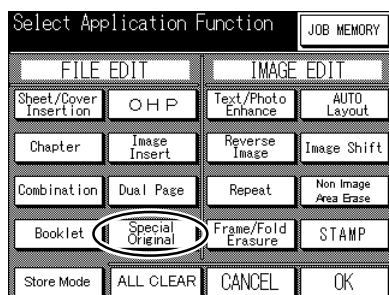 Select Application Function
JOB MEMORY
FILE EDIT
IMAGE EDIT
Sheet/Cover
Insertion
OHP
Text/Photo
Enhance
AUTO
Layout
Chapter
Image
Insert
Reverse
Image
Image Shift
Combination
Dual Page
Repeat
Non Image
Area Erase
Booklet
Special
Original
Frame/Fold
Erasure
STAMP
Store Mode
ALL CLEAR
CANCEL
OK